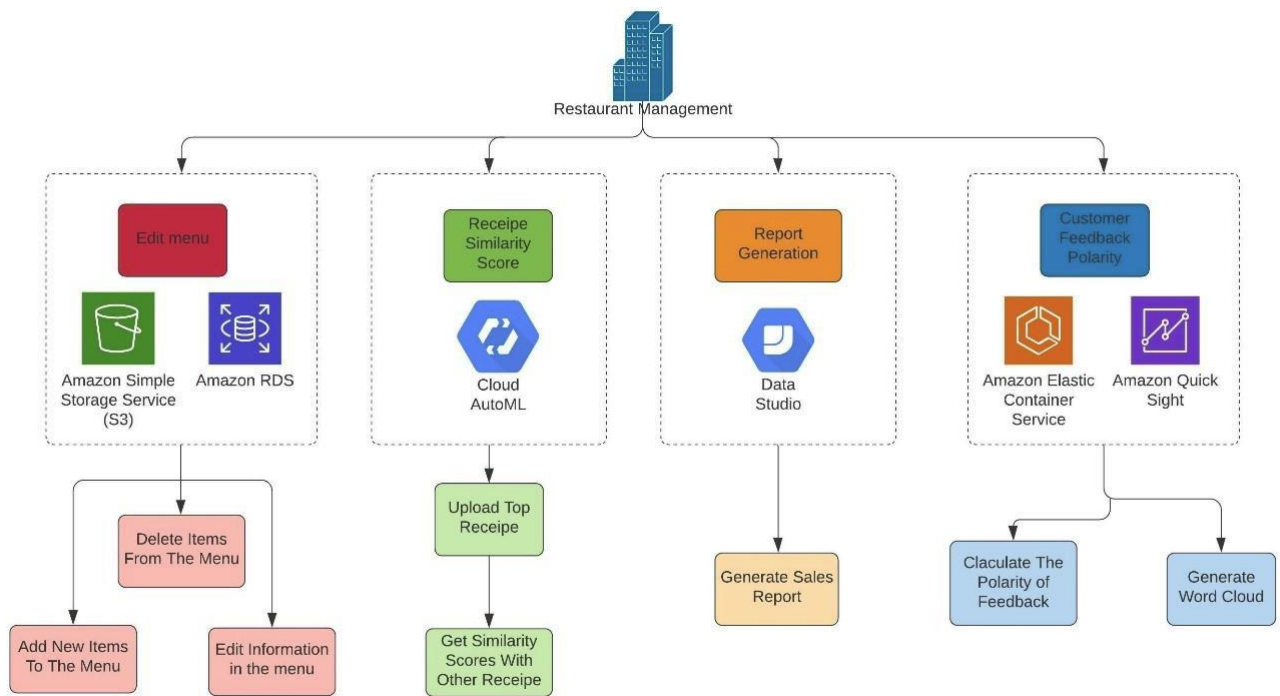 Restaurant Management
Edit menu
Amazon Simple
Storage Service
(S3)
Amazon RDS
Receipe
Similarity
Score
Cloud
AutoML
Report
Generation
Data
Studio
Customer
Feedback
Polarity
Amazon Elastic
Container
Service
Amazon Quick
Sight
Delete Items
From The Menu
Add New Items
To The Menu
Edit Information
in the menu
Upload Top
Receipe
Get Similarity
Scores With
Other Receipe
Generate Sales
Report
Claculate The
Polarity of
Feedback
Generate
Word Cloud